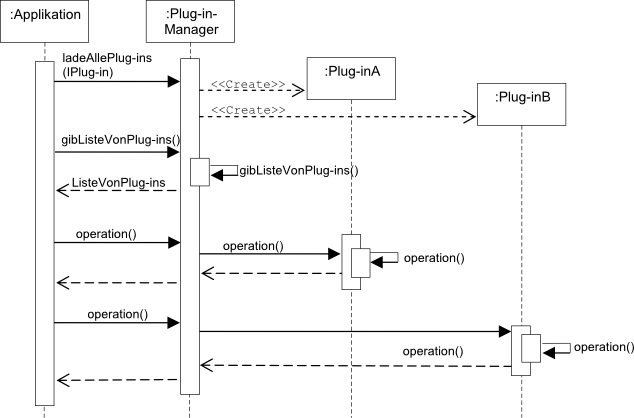 :Applikation
:Plug-in-
Manager
ladeAllePlug-ins
(IPlug-in)
<<Create>>
:Plug-inA
<<Create>>
:Plug-inB
gibListeVonPlug-ins()
gibListeVonPlug-ins()
ListeVonPlug-ins
operation()
operation()
operation()
operation()
operation()
operation()